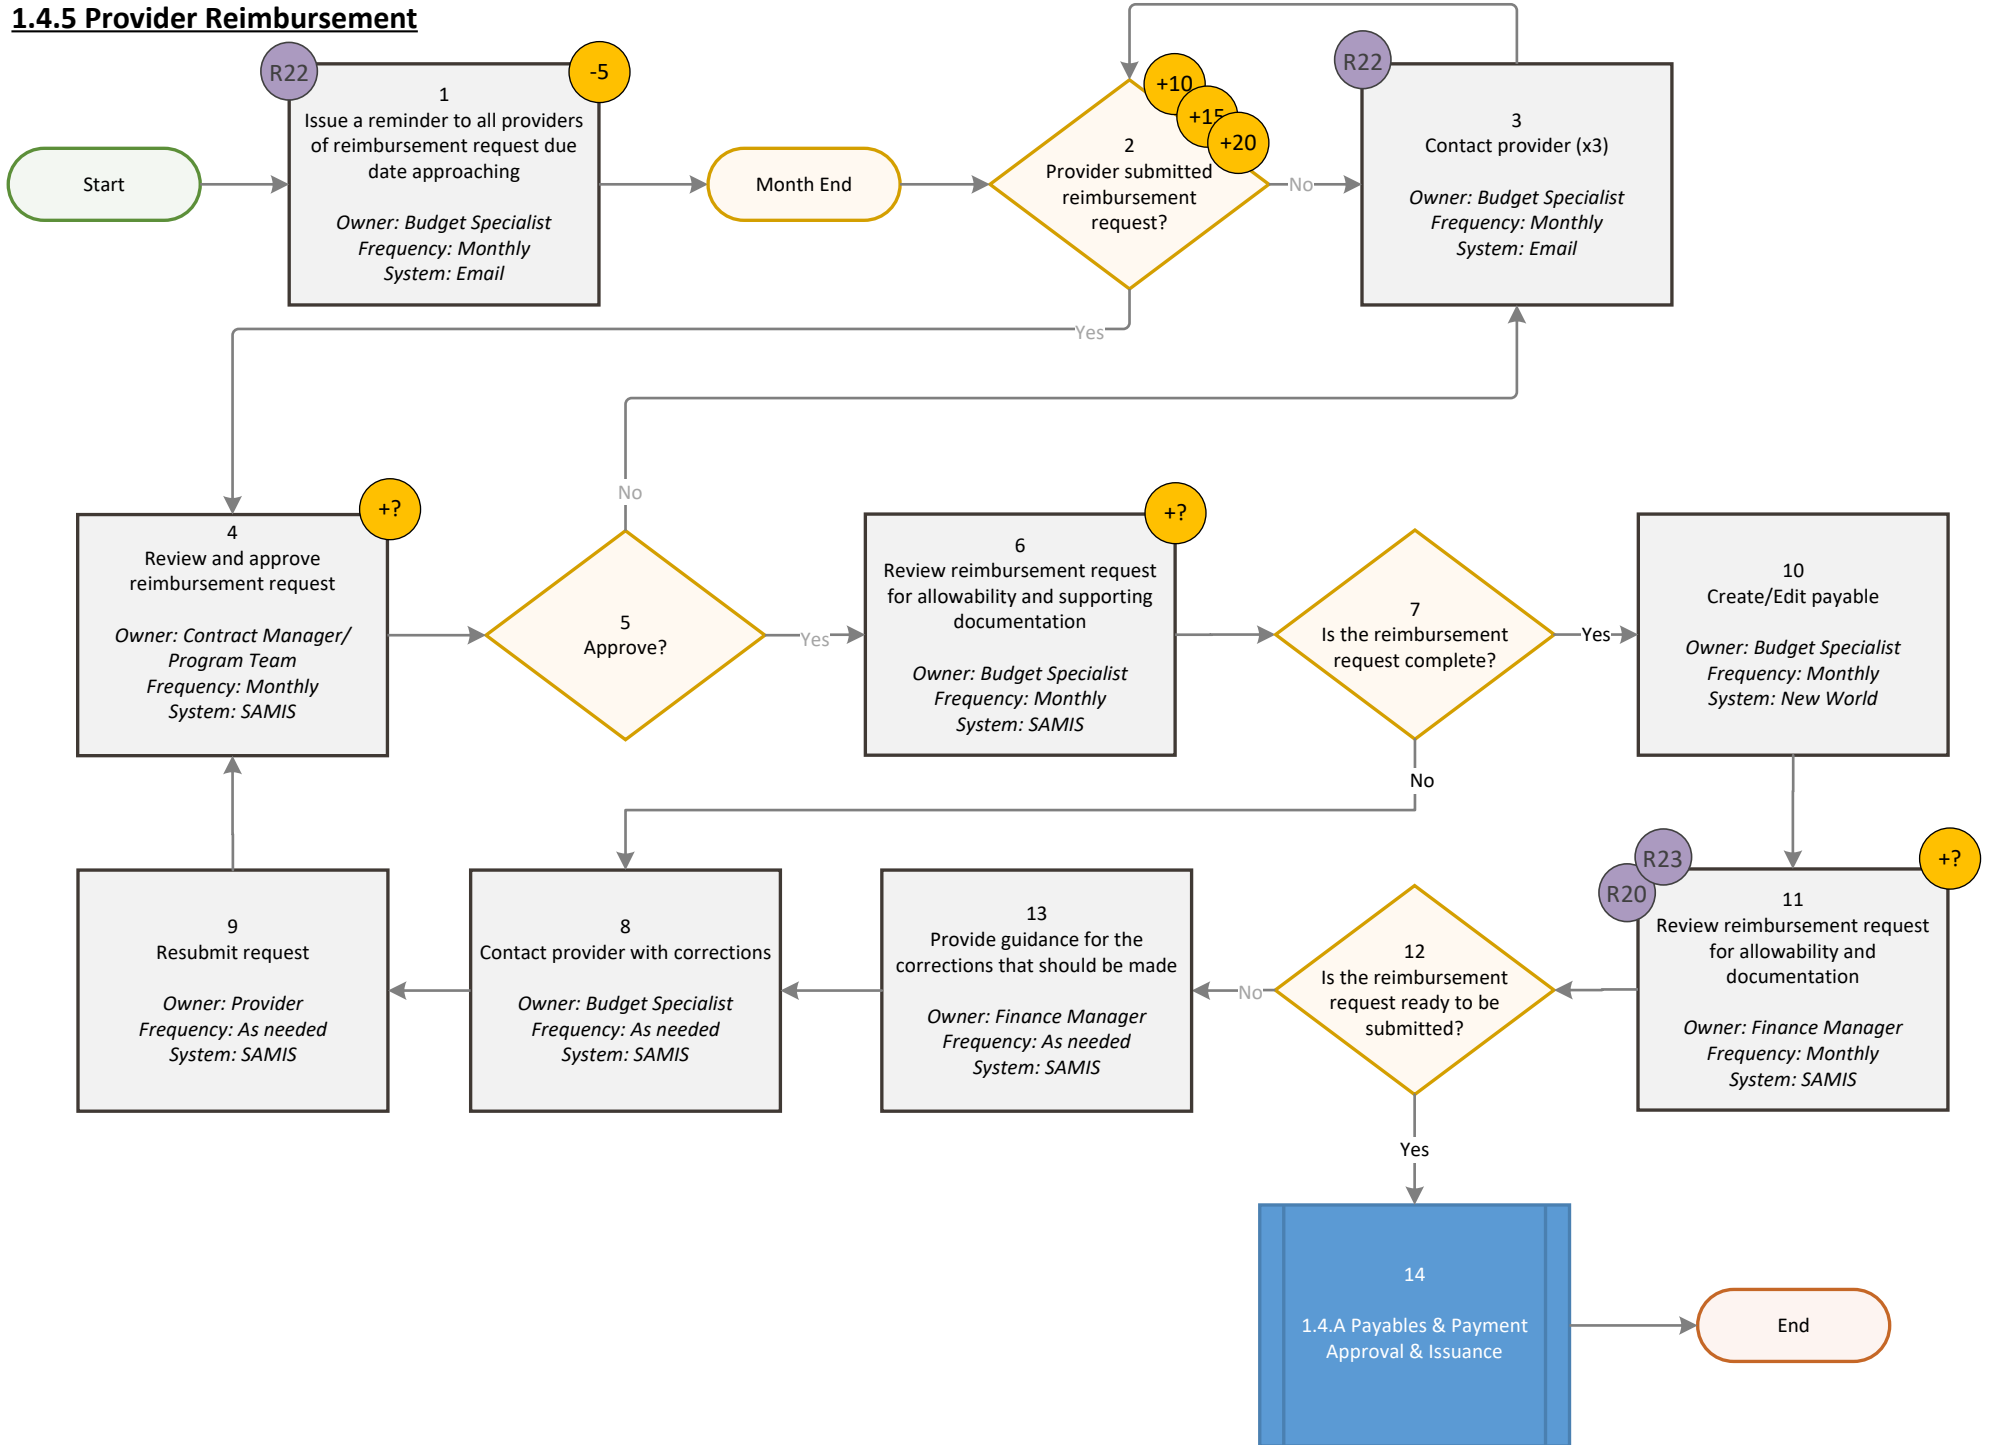 1.4.5 Provider Reimbursement
Start
R22
-5
1
Issue a reminder to all providers
of reimbursement request due
date approaching
Owner: Budget Specialist
Frequency: Monthly
System: Email
Month End
+10
+15
+20
2
Provider submitted
reimbursement
request?
No
Yes
R22
3
Contact provider (x3)
Owner: Budget Specialist
Frequency: Monthly
System: Email
+?
4
Review and approve
reimbursement request
Owner: Contract Manager/
Program Team
Frequency: Monthly
System: SAMIS
No
5
Approve?
Yes
+?
6
Review reimbursement request
for allowability and supporting
documentation
Owner: Budget Specialist
Frequency: Monthly
System: SAMIS
7
Is the reimbursement
request complete?
Yes
No
10
Create/Edit payable
Owner: Budget Specialist
Frequency: Monthly
System: New World
9
Resubmit request
Owner: Provider
Frequency: As needed
System: SAMIS
8
Contact provider with corrections
Owner: Budget Specialist
Frequency: As needed
System: SAMIS
13
Provide guidance for the
corrections that should be made
Owner: Finance Manager
Frequency: As needed
System: SAMIS
No
12
Is the reimbursement
request ready to be
submitted?
Yes
R23
R20
+?
11
Review reimbursement request
for allowability and
documentation
Owner: Finance Manager
Frequency: Monthly
System: SAMIS
14
1.4.A Payables & Payment
Approval & Issuance
End